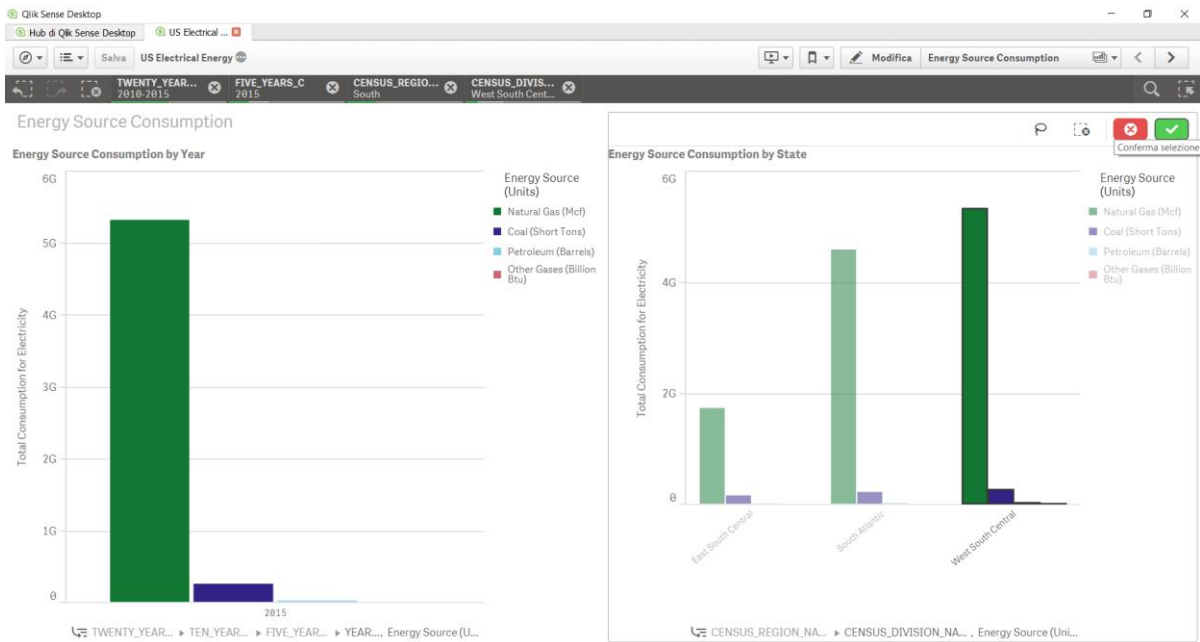 Qlik Sense Desktop
Hub di Qlik Sense Desktop
US Electrical ...
Salva
US Electrical Energy
Modifica
Energy Source Consumption
TWENTY_YEAR...
2010-2015
FIVE_YEARS_C
2015
CENSUS_REGIO...
South
CENSUS_DIVIS...
West South Cent...
Energy Source Consumption
Conferma selezione
Energy Source Consumption by Year
6G
5G
4G
3G
2G
1G
0
Total Consumption for Electricity
2015
Energy Source
(Units)
Natural Gas (Mcf)
Coal (Short Tons)
Petroleum (Barrels)
Other Gases (Billion
Btu)
TWENTY_YEAR... ▸ TEN_YEAR... ▸ FIVE_YEAR... ▸ YEAR..., Energy Source (U...
Energy Source Consumption by State
6G
4G
2G
0
Total Consumption for Electricity
East South Central
South Atlantic
West South Central
Energy Source
(Units)
Natural Gas (Mcf)
Coal (Short Tons)
Petroleum (Barrels)
Other Gases (Billion
Btu)
CENSUS_REGION_NA... ▸ CENSUS_DIVISION_NA... , Energy Source (Uni...